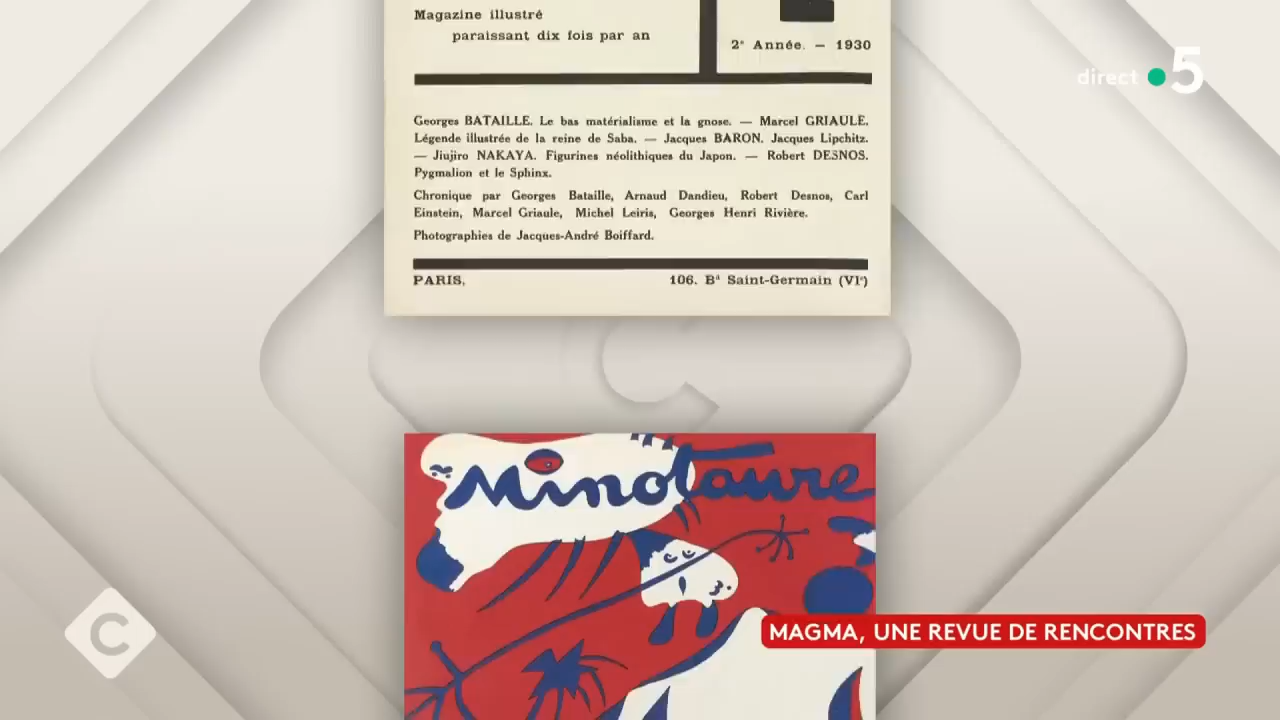 Magazine illustré
paraissant dix fois par an
2e Année. — 1930
direct 5
Georges BATAILLE. Le bas matérialisme et la gnose. — Marcel GRIAULE.
Légende illustrée de la reine de Saba. — Jacques BARON. Jacques Lipchitz.
— Jiujiro NAKAYA. Figurines néolithiques du Japon. — Robert DESNOS.
Pygmalion et le Sphinx.
Chronique par Georges Bataille, Arnaud Dandieu, Robert Desnos, Carl
Einstein, Marcel Griaule, Michel Leiris, Georges Henri Rivière.
Photographies de Jacques-André Boiffard.
PARIS, 106. Bd Saint-Germain (VIe)
Minotaure
C
MAGMA, UNE REVUE DE RENCONTRES